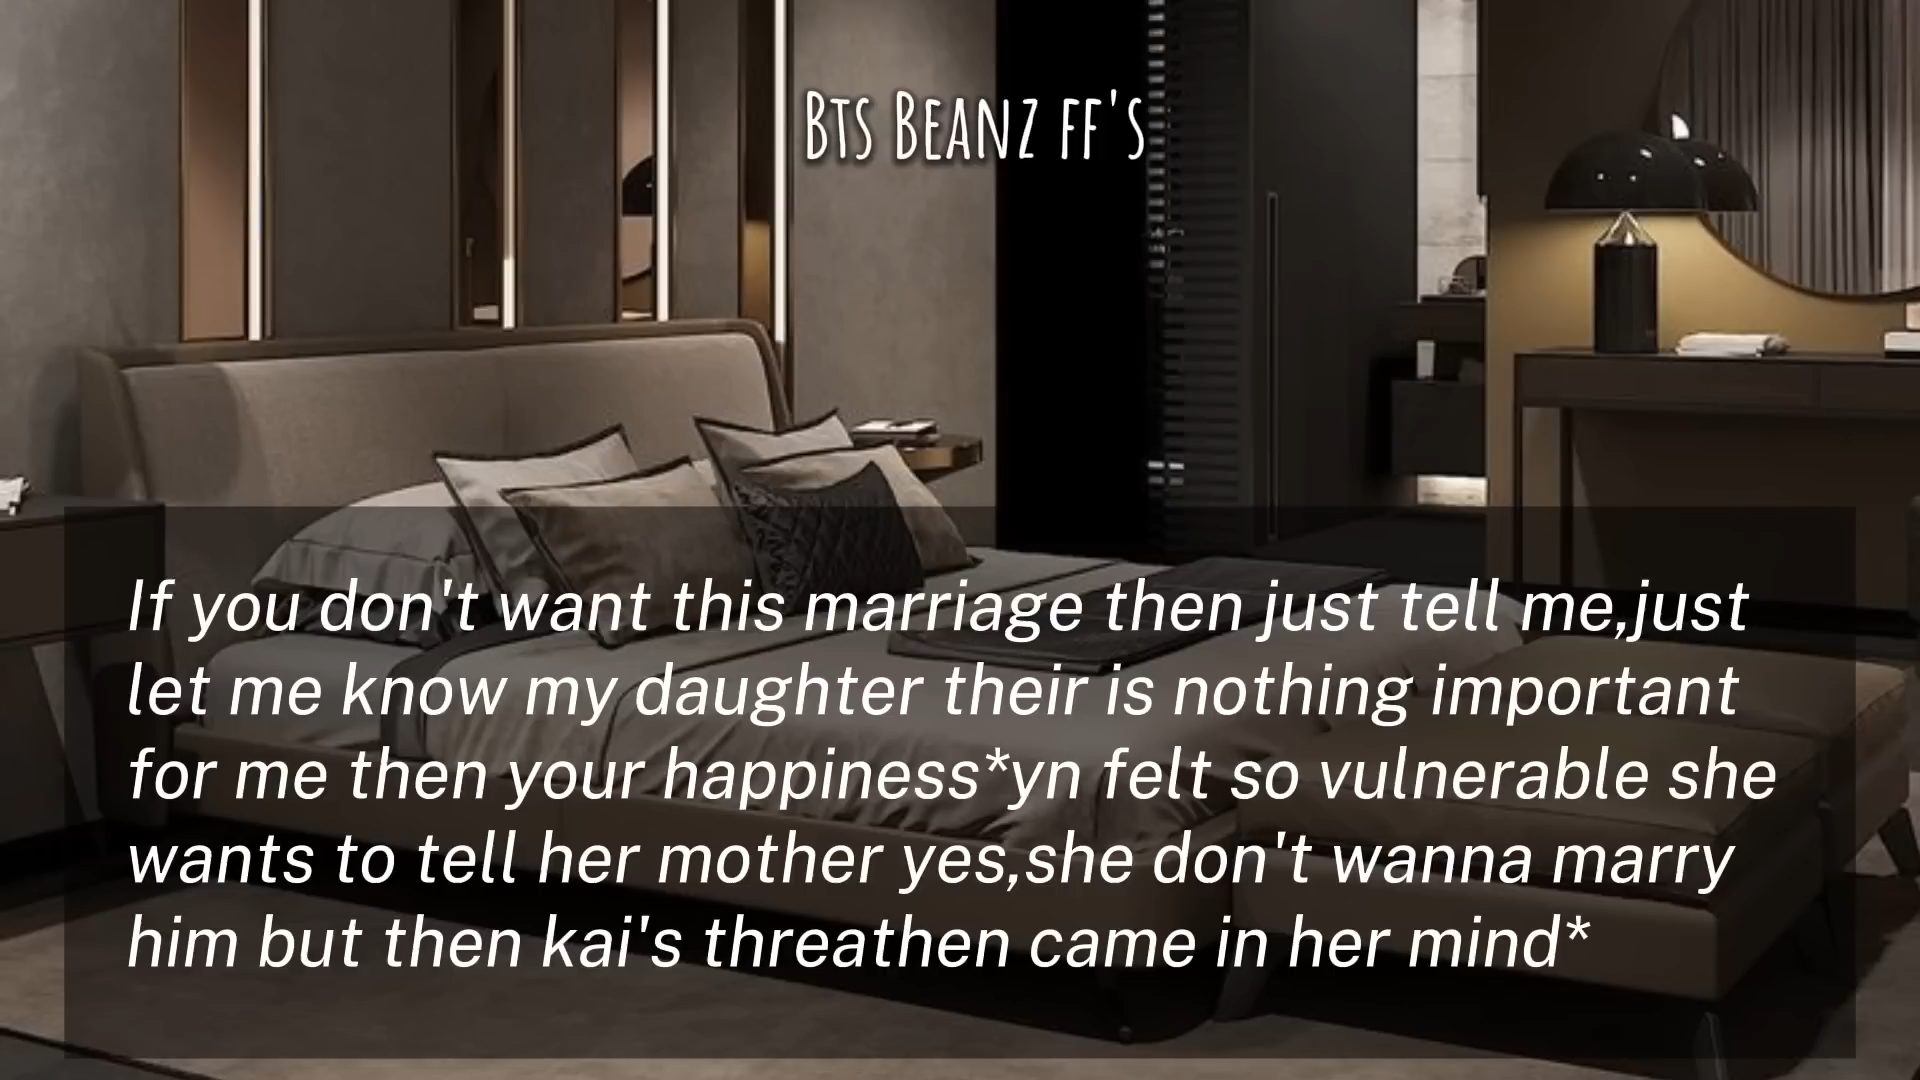 Bts Beanz ff's
If you don't want this marriage then just tell me,just
let me know my daughter their is nothing important
for me then your happiness*yn felt so vulnerable she
wants to tell her mother yes,she don't wanna marry
him but then kai's threathen came in her mind*